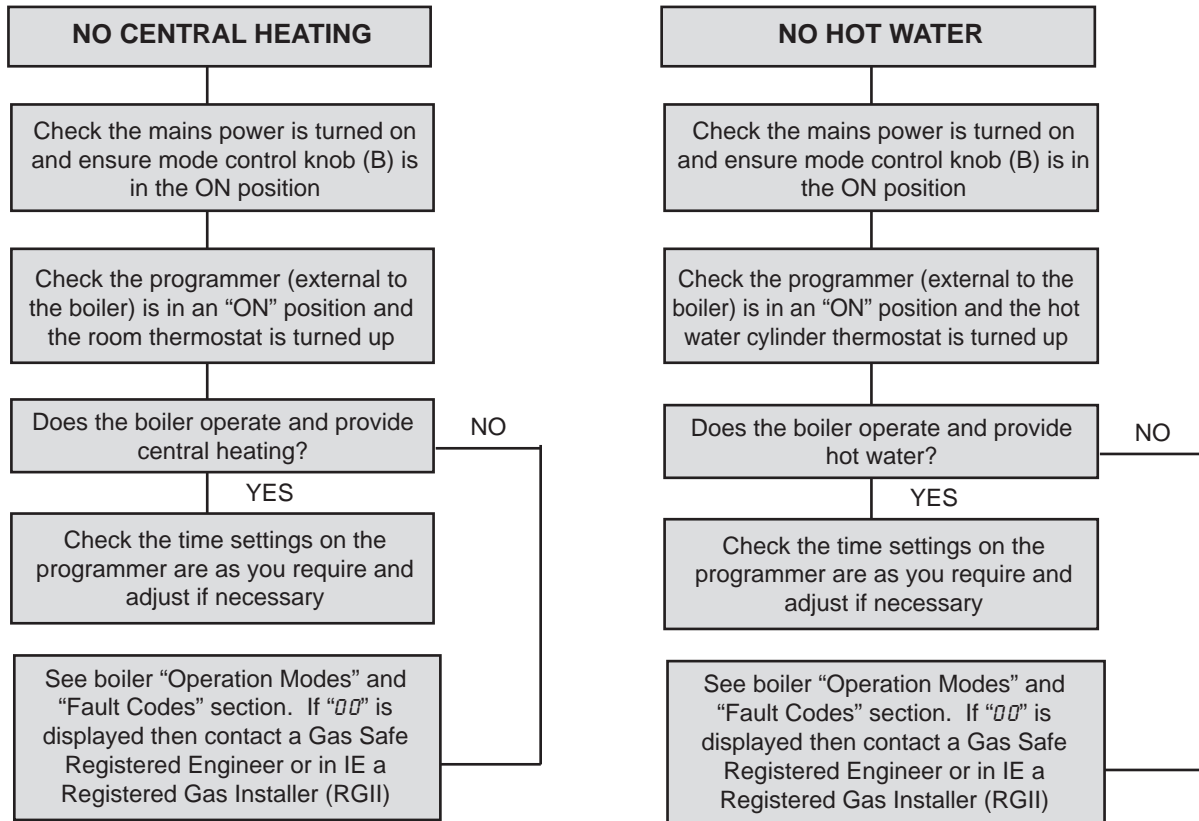 NO CENTRAL HEATING
Check the mains power is turned on
and ensure mode control knob (B) is
in the ON position
Check the programmer (external to
the boiler) is in an “ON” position and
the room thermostat is turned up
Does the boiler operate and provide
central heating?
NO
YES
Check the time settings on the
programmer are as you require and
adjust if necessary
See boiler “Operation Modes” and
“Fault Codes” section. If “00” is
displayed then contact a Gas Safe
Registered Engineer or in IE a
Registered Gas Installer (RGII)
NO HOT WATER
Check the mains power is turned on
and ensure mode control knob (B) is in
the ON position
Check the programmer (external to the
boiler) is in an “ON” position and the hot
water cylinder thermostat is turned up
Does the boiler operate and provide
hot water?
NO
YES
Check the time settings on the
programmer are as you require and
adjust if necessary
See boiler “Operation Modes” and
“Fault Codes” section. If “00” is
displayed then contact a Gas Safe
Registered Engineer or in IE a
Registered Gas Installer (RGII)